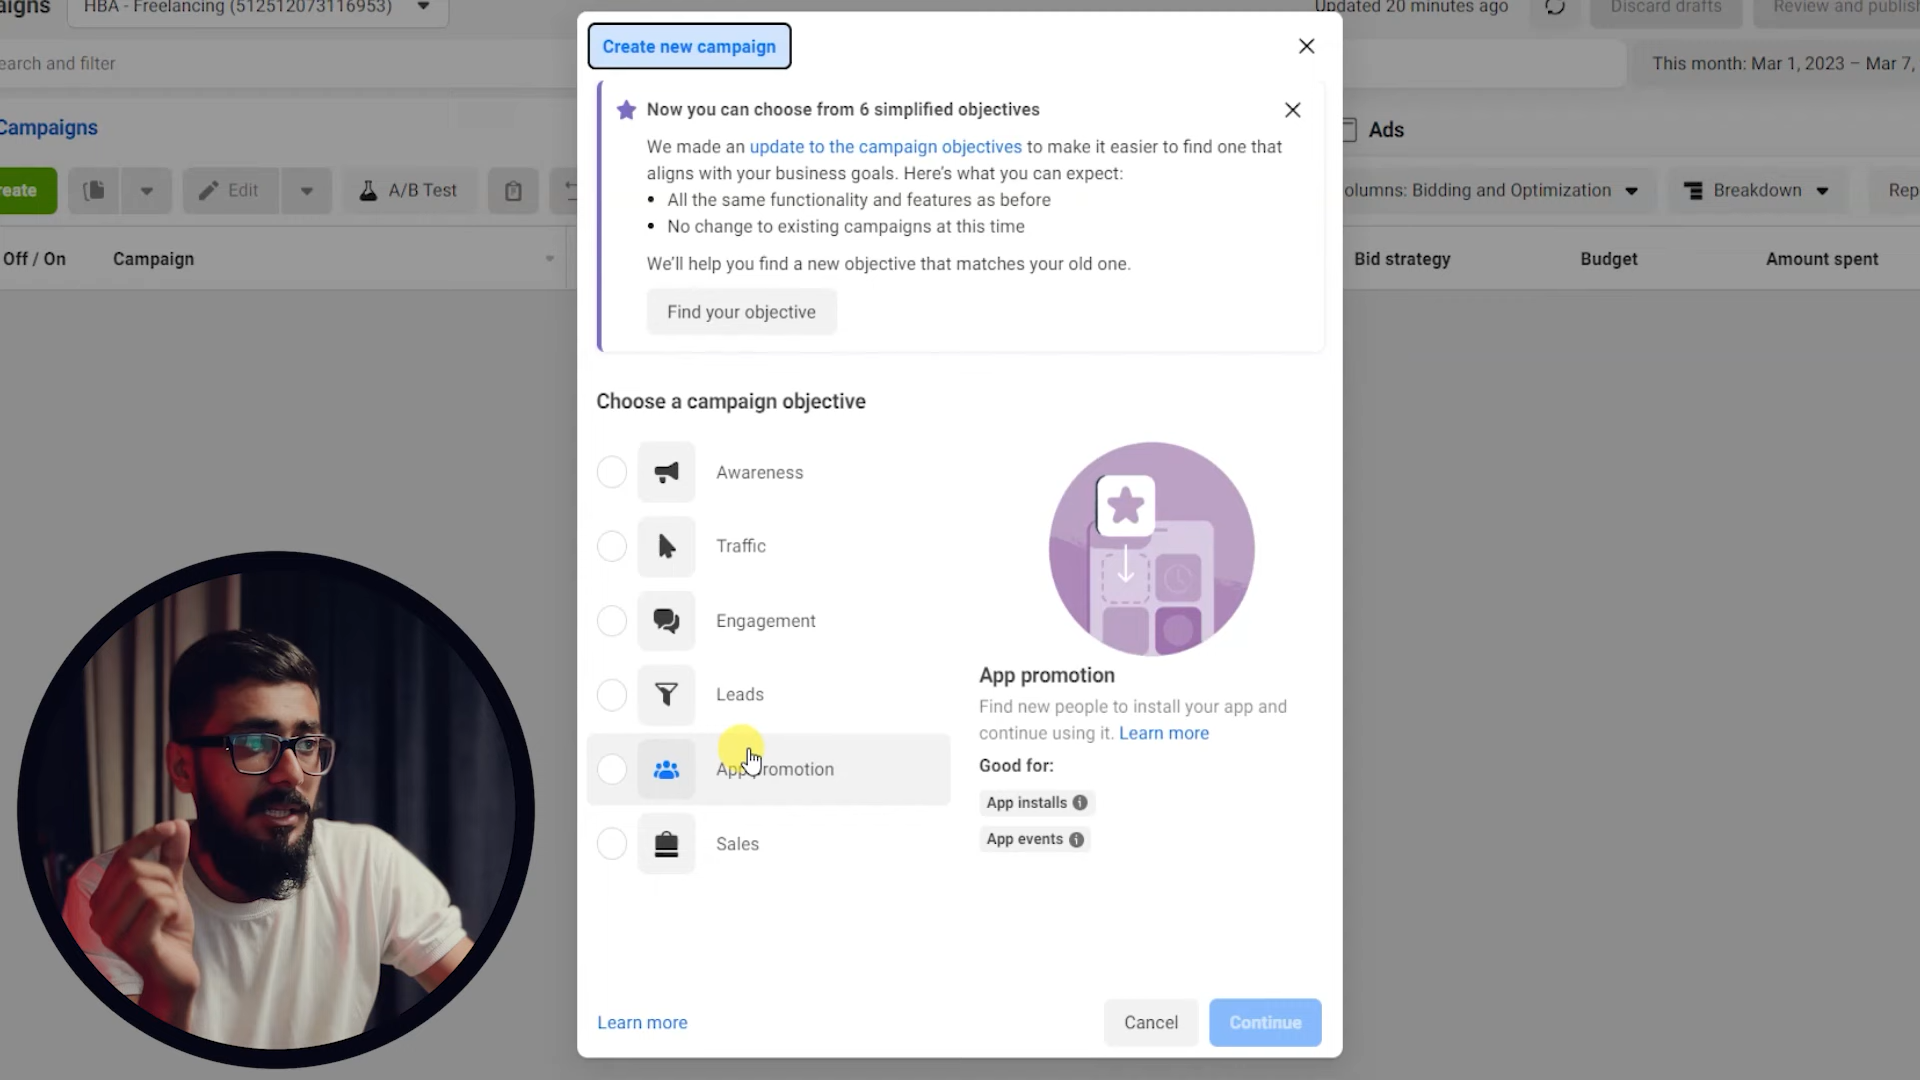 aigns
HBA - Freelancing (512512073116953)
Updated 20 minutes ago
Discard drafts
Review and publish
Create new campaign
earch and filter
This month: Mar 1, 2023 – Mar 7,
Now you can choose from 6 simplified objectives
We made an update to the campaign objectives to make it easier to find one that
aligns with your business goals. Here's what you can expect:
• All the same functionality and features as before
• No change to existing campaigns at this time
We'll help you find a new objective that matches your old one.
Find your objective
Campaigns
Ads
reate
Edit
A/B Test
olumns: Bidding and Optimization
Breakdown
Rep
Off / On
Campaign
Bid strategy
Budget
Amount spent
Choose a campaign objective
Awareness
Traffic
Engagement
Leads
App promotion
Sales
App promotion
Find new people to install your app and
continue using it. Learn more
Good for:
App installs
App events
Learn more
Cancel
Continue